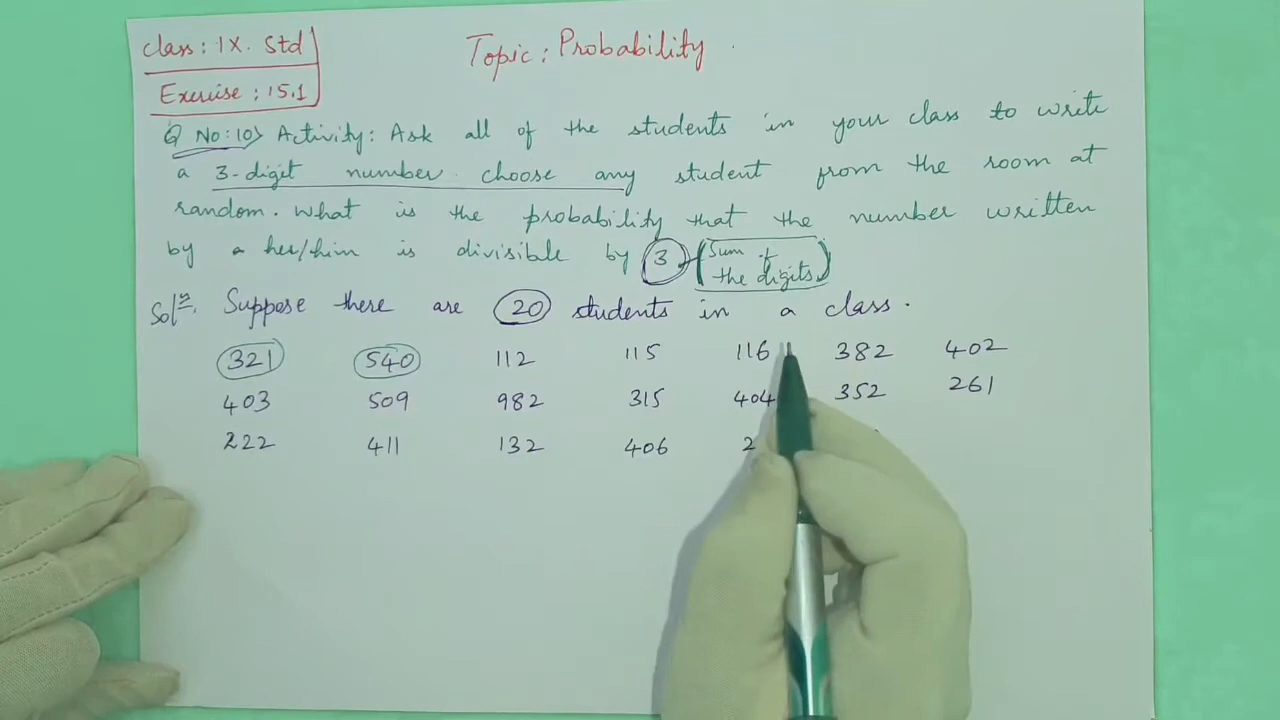 Class: IX. Std
Topic: Probability
Exercise: 15.1
Q No:10> Activity: Ask all of the students in your class to write
a 3-digit number. choose any student from the room at
random. What is the probability that the number written
by a her/him is divisible by 3 (Sum of
the digits)
Solⁿ. Suppose there are 20 students in a class.
321 540 112 115 116 382 402
403 509 982 315 404 352 261
222 411 132 406